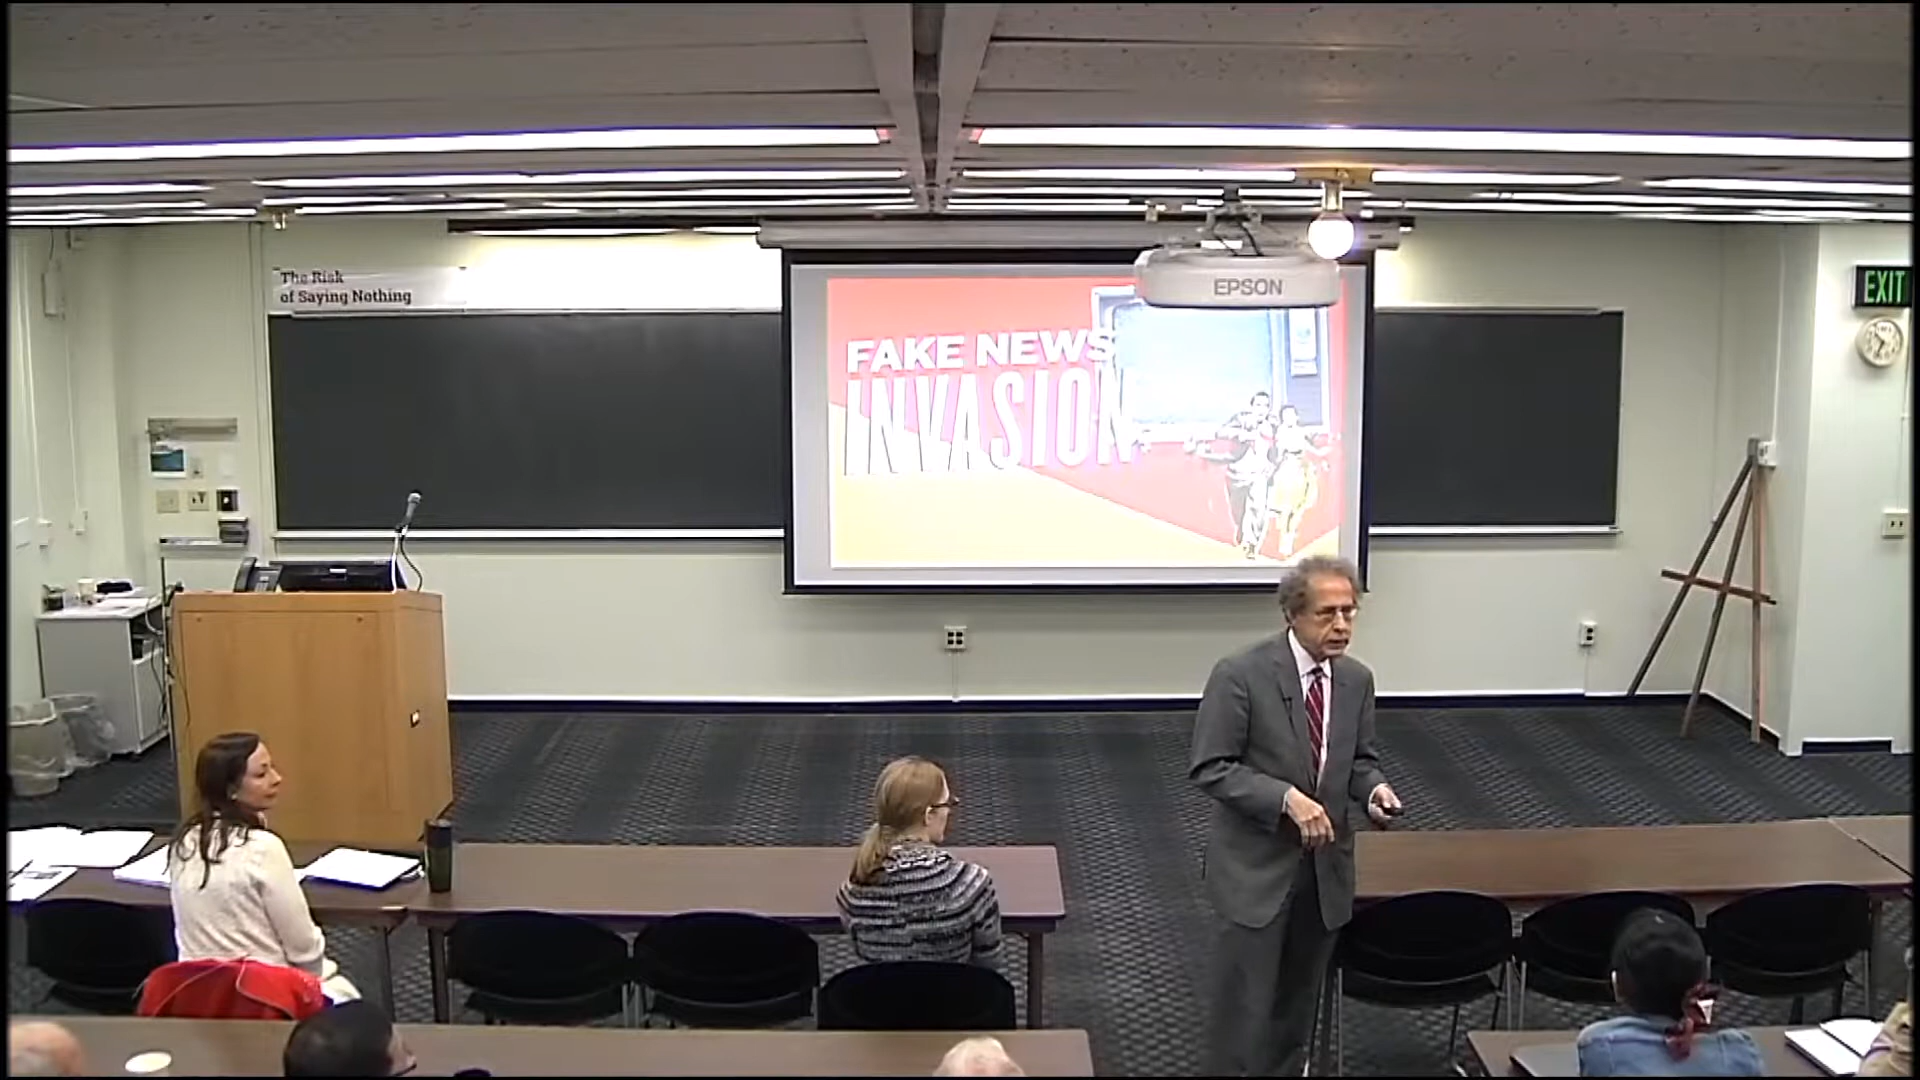 The Risk
of Saying Nothing
FAKE NEWS
INVASION
EPSON
EXIT